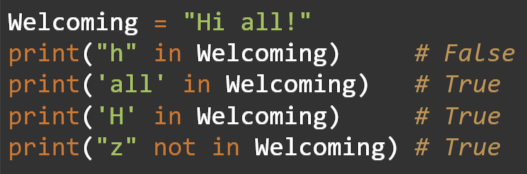 Welcoming = "Hi all!"
print("h" in Welcoming) # False
print('all' in Welcoming) # True
print('H' in Welcoming) # True
print("z" not in Welcoming) # True